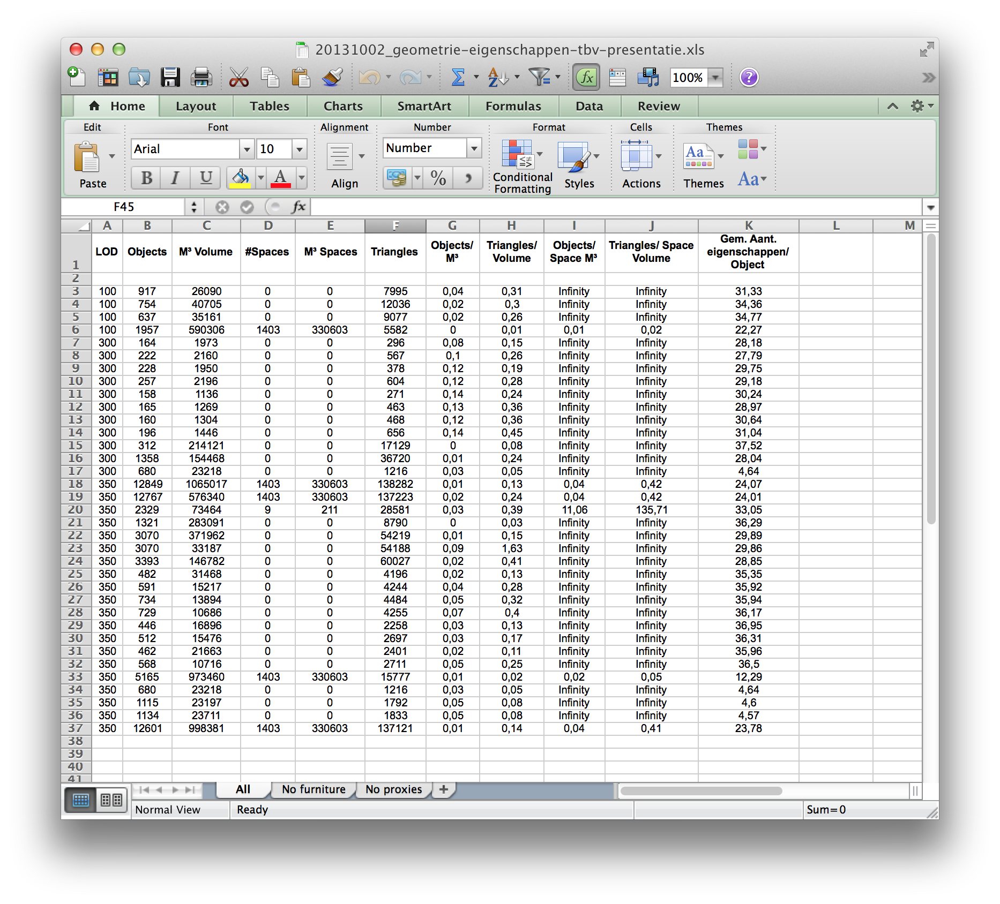 20131002_geometrie-eigenschappen-tbv-presentatie.xls
100%
Home Layout Tables Charts SmartArt Formulas Data Review
Edit Font Alignment Number Format Cells Themes
Arial 10 Number
B I U A % Aa Aa
Paste Align Conditional Formatting Styles Actions Themes
F45 fx
A B C D E F G H I J K L M
1 LOD Objects M³ Volume #Spaces M³ Spaces Triangles Objects/ M³ Triangles/ Volume Objects/ Space M³ Triangles/ Space Volume Gem. Aant. eigenschappen/ Object
2
3 100 917 26090 0 0 7995 0,04 0,31 Infinity Infinity 31,33
4 100 754 40705 0 0 12036 0,02 0,3 Infinity Infinity 34,36
5 100 637 35161 0 0 9077 0,02 0,26 Infinity Infinity 34,77
6 100 1957 590306 1403 330603 5582 0 0,01 0,01 0,02 22,27
7 300 164 1973 0 0 296 0,08 0,15 Infinity Infinity 28,18
8 300 222 2160 0 0 567 0,1 0,26 Infinity Infinity 27,79
9 300 228 1950 0 0 378 0,12 0,19 Infinity Infinity 29,75
10 300 257 2196 0 0 604 0,12 0,28 Infinity Infinity 29,18
11 300 158 1136 0 0 271 0,14 0,24 Infinity Infinity 30,24
12 300 165 1269 0 0 463 0,13 0,36 Infinity Infinity 28,97
13 300 160 1304 0 0 468 0,12 0,36 Infinity Infinity 30,64
14 300 196 1446 0 0 656 0,14 0,45 Infinity Infinity 31,04
15 300 312 214121 0 0 17129 0 0,08 Infinity Infinity 37,52
16 300 1358 154468 0 0 36720 0,01 0,24 Infinity Infinity 28,04
17 300 680 23218 0 0 1216 0,03 0,05 Infinity Infinity 4,64
18 350 12849 1065017 1403 330603 138282 0,01 0,13 0,04 0,42 24,07
19 350 12767 576340 1403 330603 137223 0,02 0,24 0,04 0,42 24,01
20 350 2329 73464 9 211 28581 0,03 0,39 11,06 135,71 33,05
21 350 1321 283091 0 0 8790 0 0,03 Infinity Infinity 36,29
22 350 3070 371962 0 0 54219 0,01 0,15 Infinity Infinity 29,89
23 350 3070 33187 0 0 54188 0,09 1,63 Infinity Infinity 29,86
24 350 3393 146782 0 0 60027 0,02 0,41 Infinity Infinity 28,85
25 350 482 31468 0 0 4196 0,02 0,13 Infinity Infinity 35,35
26 350 591 15217 0 0 4244 0,04 0,28 Infinity Infinity 35,92
27 350 734 13894 0 0 4484 0,05 0,32 Infinity Infinity 35,94
28 350 729 10686 0 0 4255 0,07 0,4 Infinity Infinity 36,17
29 350 446 16896 0 0 2258 0,03 0,13 Infinity Infinity 36,95
30 350 512 15476 0 0 2697 0,03 0,17 Infinity Infinity 36,31
31 350 462 21663 0 0 2401 0,02 0,11 Infinity Infinity 35,96
32 350 568 10716 0 0 2711 0,05 0,25 Infinity Infinity 36,5
33 350 5165 973460 1403 330603 15777 0,01 0,02 0,02 0,05 12,29
34 350 680 23218 0 0 1216 0,03 0,05 Infinity Infinity 4,64
35 350 1115 23197 0 0 1792 0,05 0,08 Infinity Infinity 4,6
36 350 1134 23711 0 0 1833 0,05 0,08 Infinity Infinity 4,57
37 350 12601 998381 1403 330603 137121 0,01 0,14 0,04 0,41 23,78
38
39
40
41
All No furniture No proxies +
Normal View Ready Sum=0